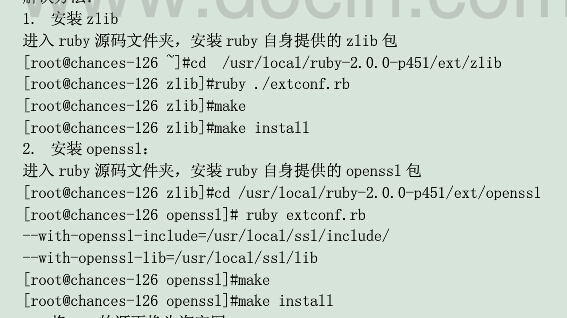 www.docin.com
1. 安装 zlib
进入 ruby 源码文件夹，安装 ruby 自身提供的 zlib 包
[root@chances-126 ~]#cd /usr/local/ruby-2.0.0-p451/ext/zlib
[root@chances-126 zlib]#ruby ./extconf.rb
[root@chances-126 zlib]#make
[root@chances-126 zlib]#make install
2. 安装 openssl：
进入 ruby 源码文件夹，安装 ruby 自身提供的 openssl 包
[root@chances-126 zlib]#cd /usr/local/ruby-2.0.0-p451/ext/openssl
[root@chances-126 openssl]# ruby extconf.rb
--with-openssl-include=/usr/local/ssl/include/
--with-openssl-lib=/usr/local/ssl/lib
[root@chances-126 openssl]#make
[root@chances-126 openssl]#make install